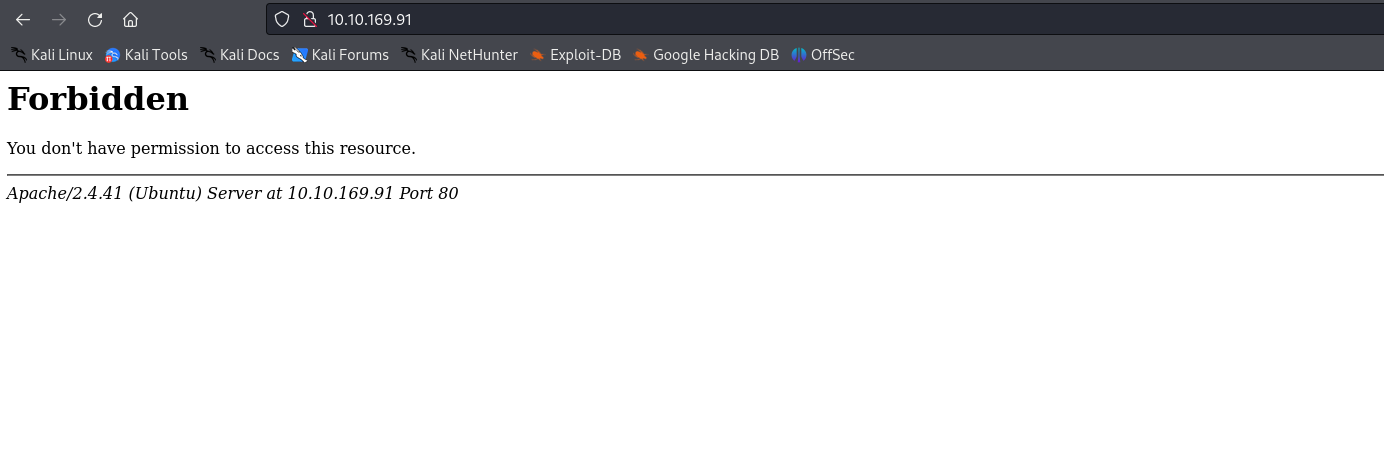 10.10.169.91
Kali Linux Kali Tools Kali Docs Kali Forums Kali NetHunter Exploit-DB Google Hacking DB OffSec
Forbidden
You don't have permission to access this resource.
Apache/2.4.41 (Ubuntu) Server at 10.10.169.91 Port 80